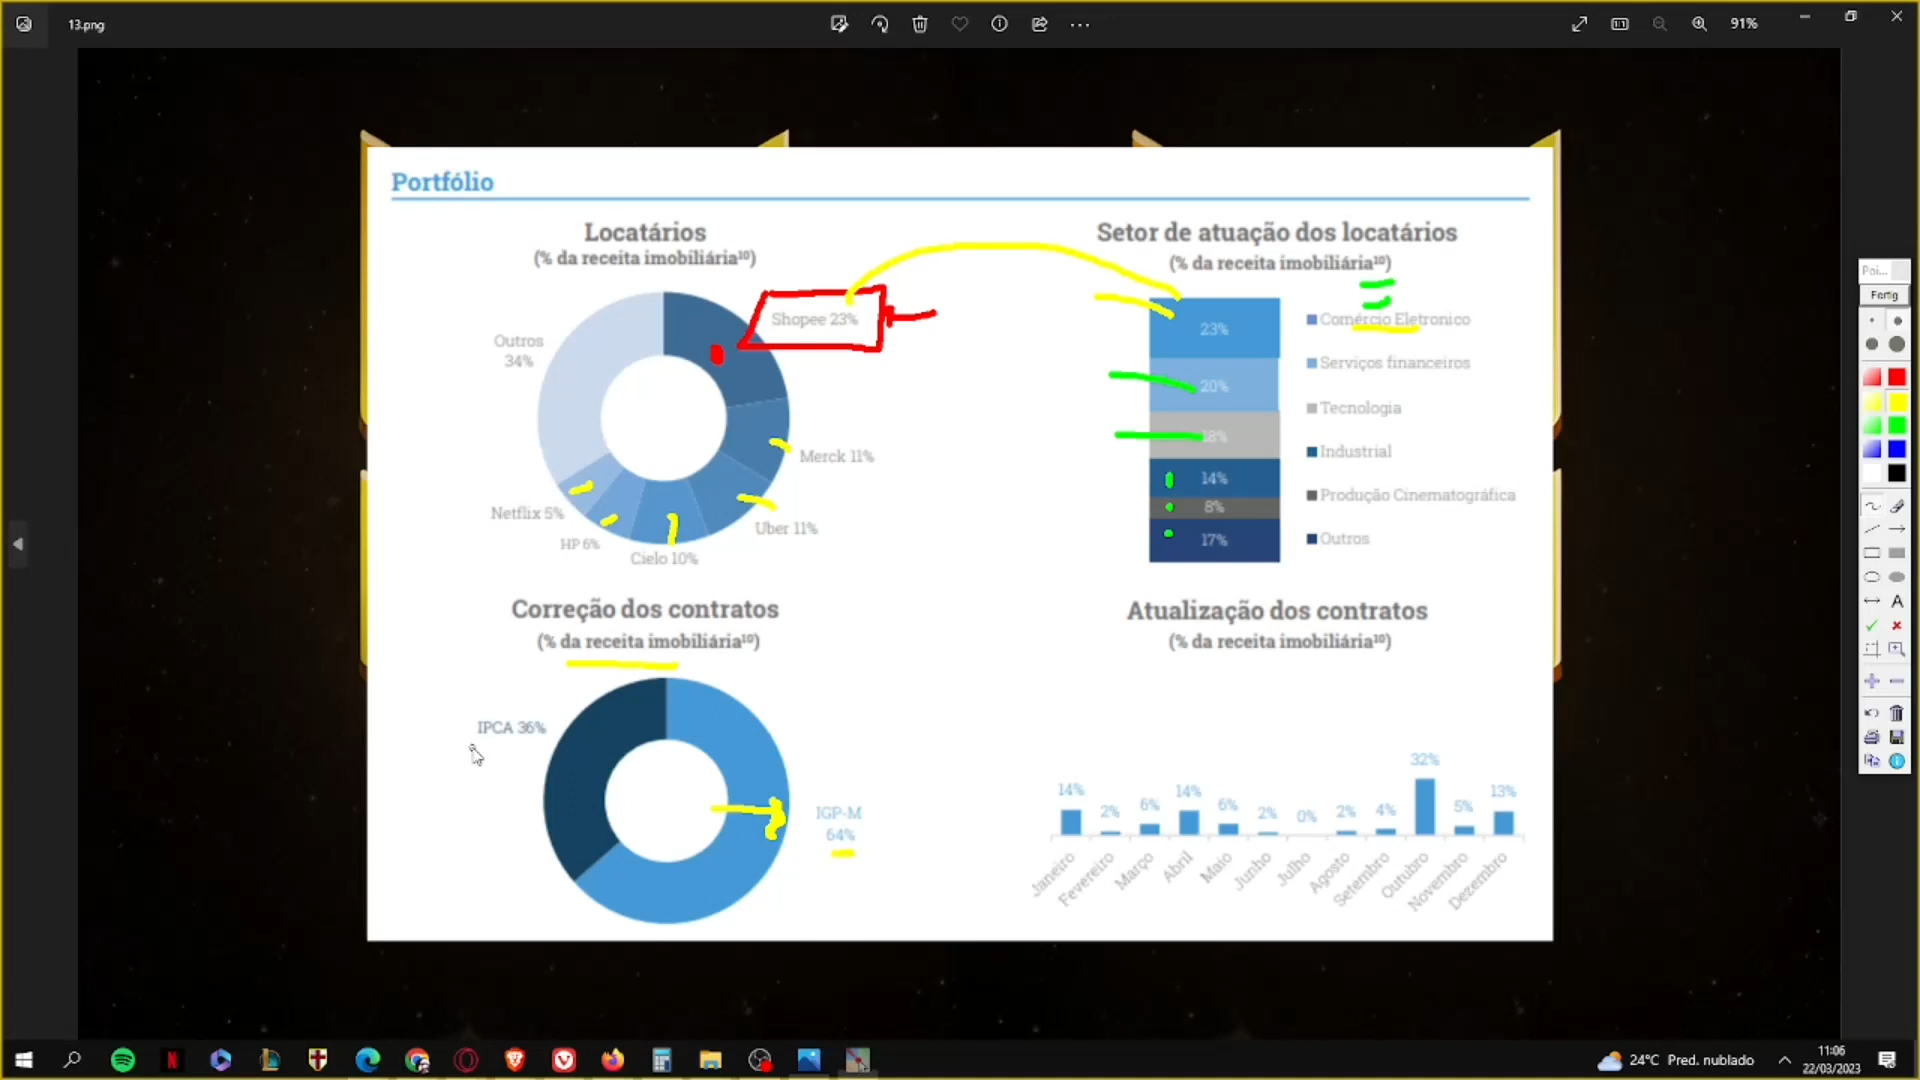 13.png
91%
Portfólio
Locatários
(% da receita imobiliária¹⁰)
Shopee 23%
Outros
34%
Merck 11%
Netflix 5%
Uber 11%
HP 6%
Cielo 10%
Setor de atuação dos locatários
(% da receita imobiliária¹⁰)
23%
Comércio Eletronico
20%
Serviços financeiros
18%
Tecnologia
14%
Industrial
8%
Produção Cinematográfica
17%
Outros
Correção dos contratos
(% da receita imobiliária¹⁰)
IPCA 36%
IGP-M
64%
Atualização dos contratos
(% da receita imobiliária¹⁰)
14%
2%
6%
14%
6%
2%
0%
2%
4%
32%
5%
13%
Janeiro
Fevereiro
Março
Abril
Maio
Junho
Julho
Agosto
Setembro
Outubro
Novembro
Dezembro
Poi...
Fertig
A
24°C Pred. nublado
11:06
22/03/2023